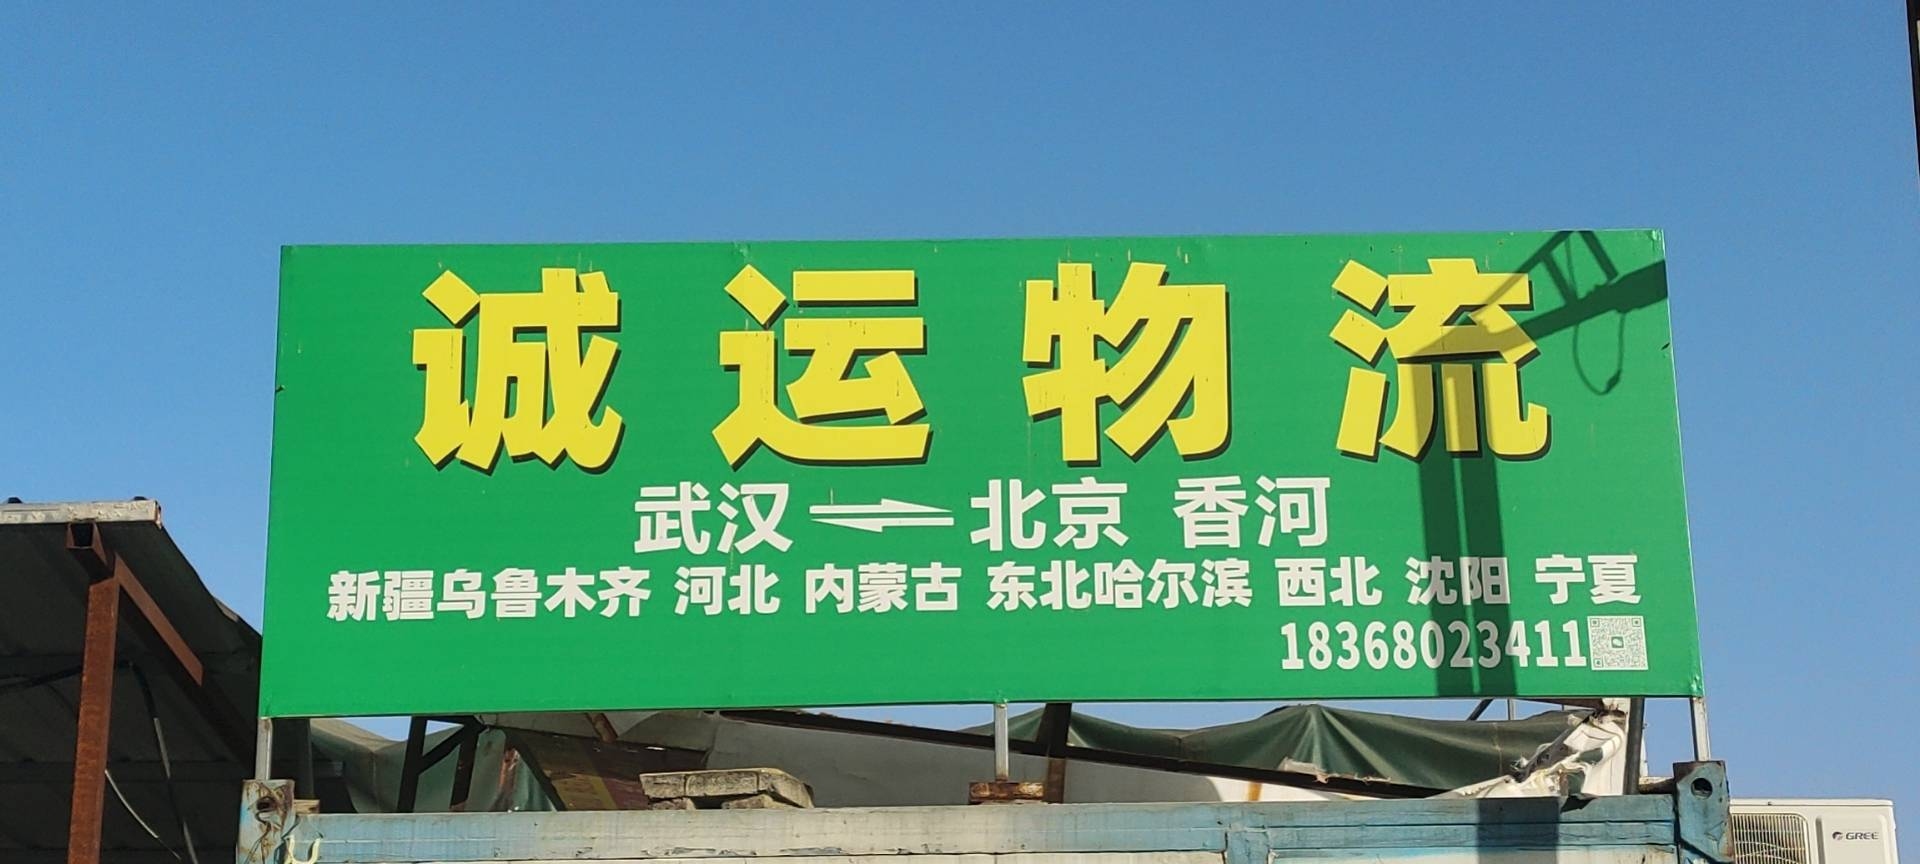 诚运物流
武汉⇌北京 香河
新疆乌鲁木齐 河北 内蒙古 东北哈尔滨 西北 沈阳 宁夏
18368023411
GREE